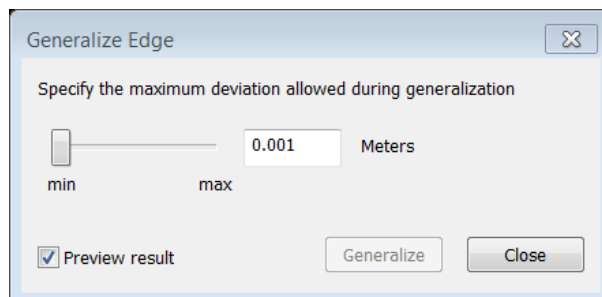 Generalize Edge
Specify the maximum deviation allowed during generalization
0.001 Meters
min max
Preview result Generalize Close